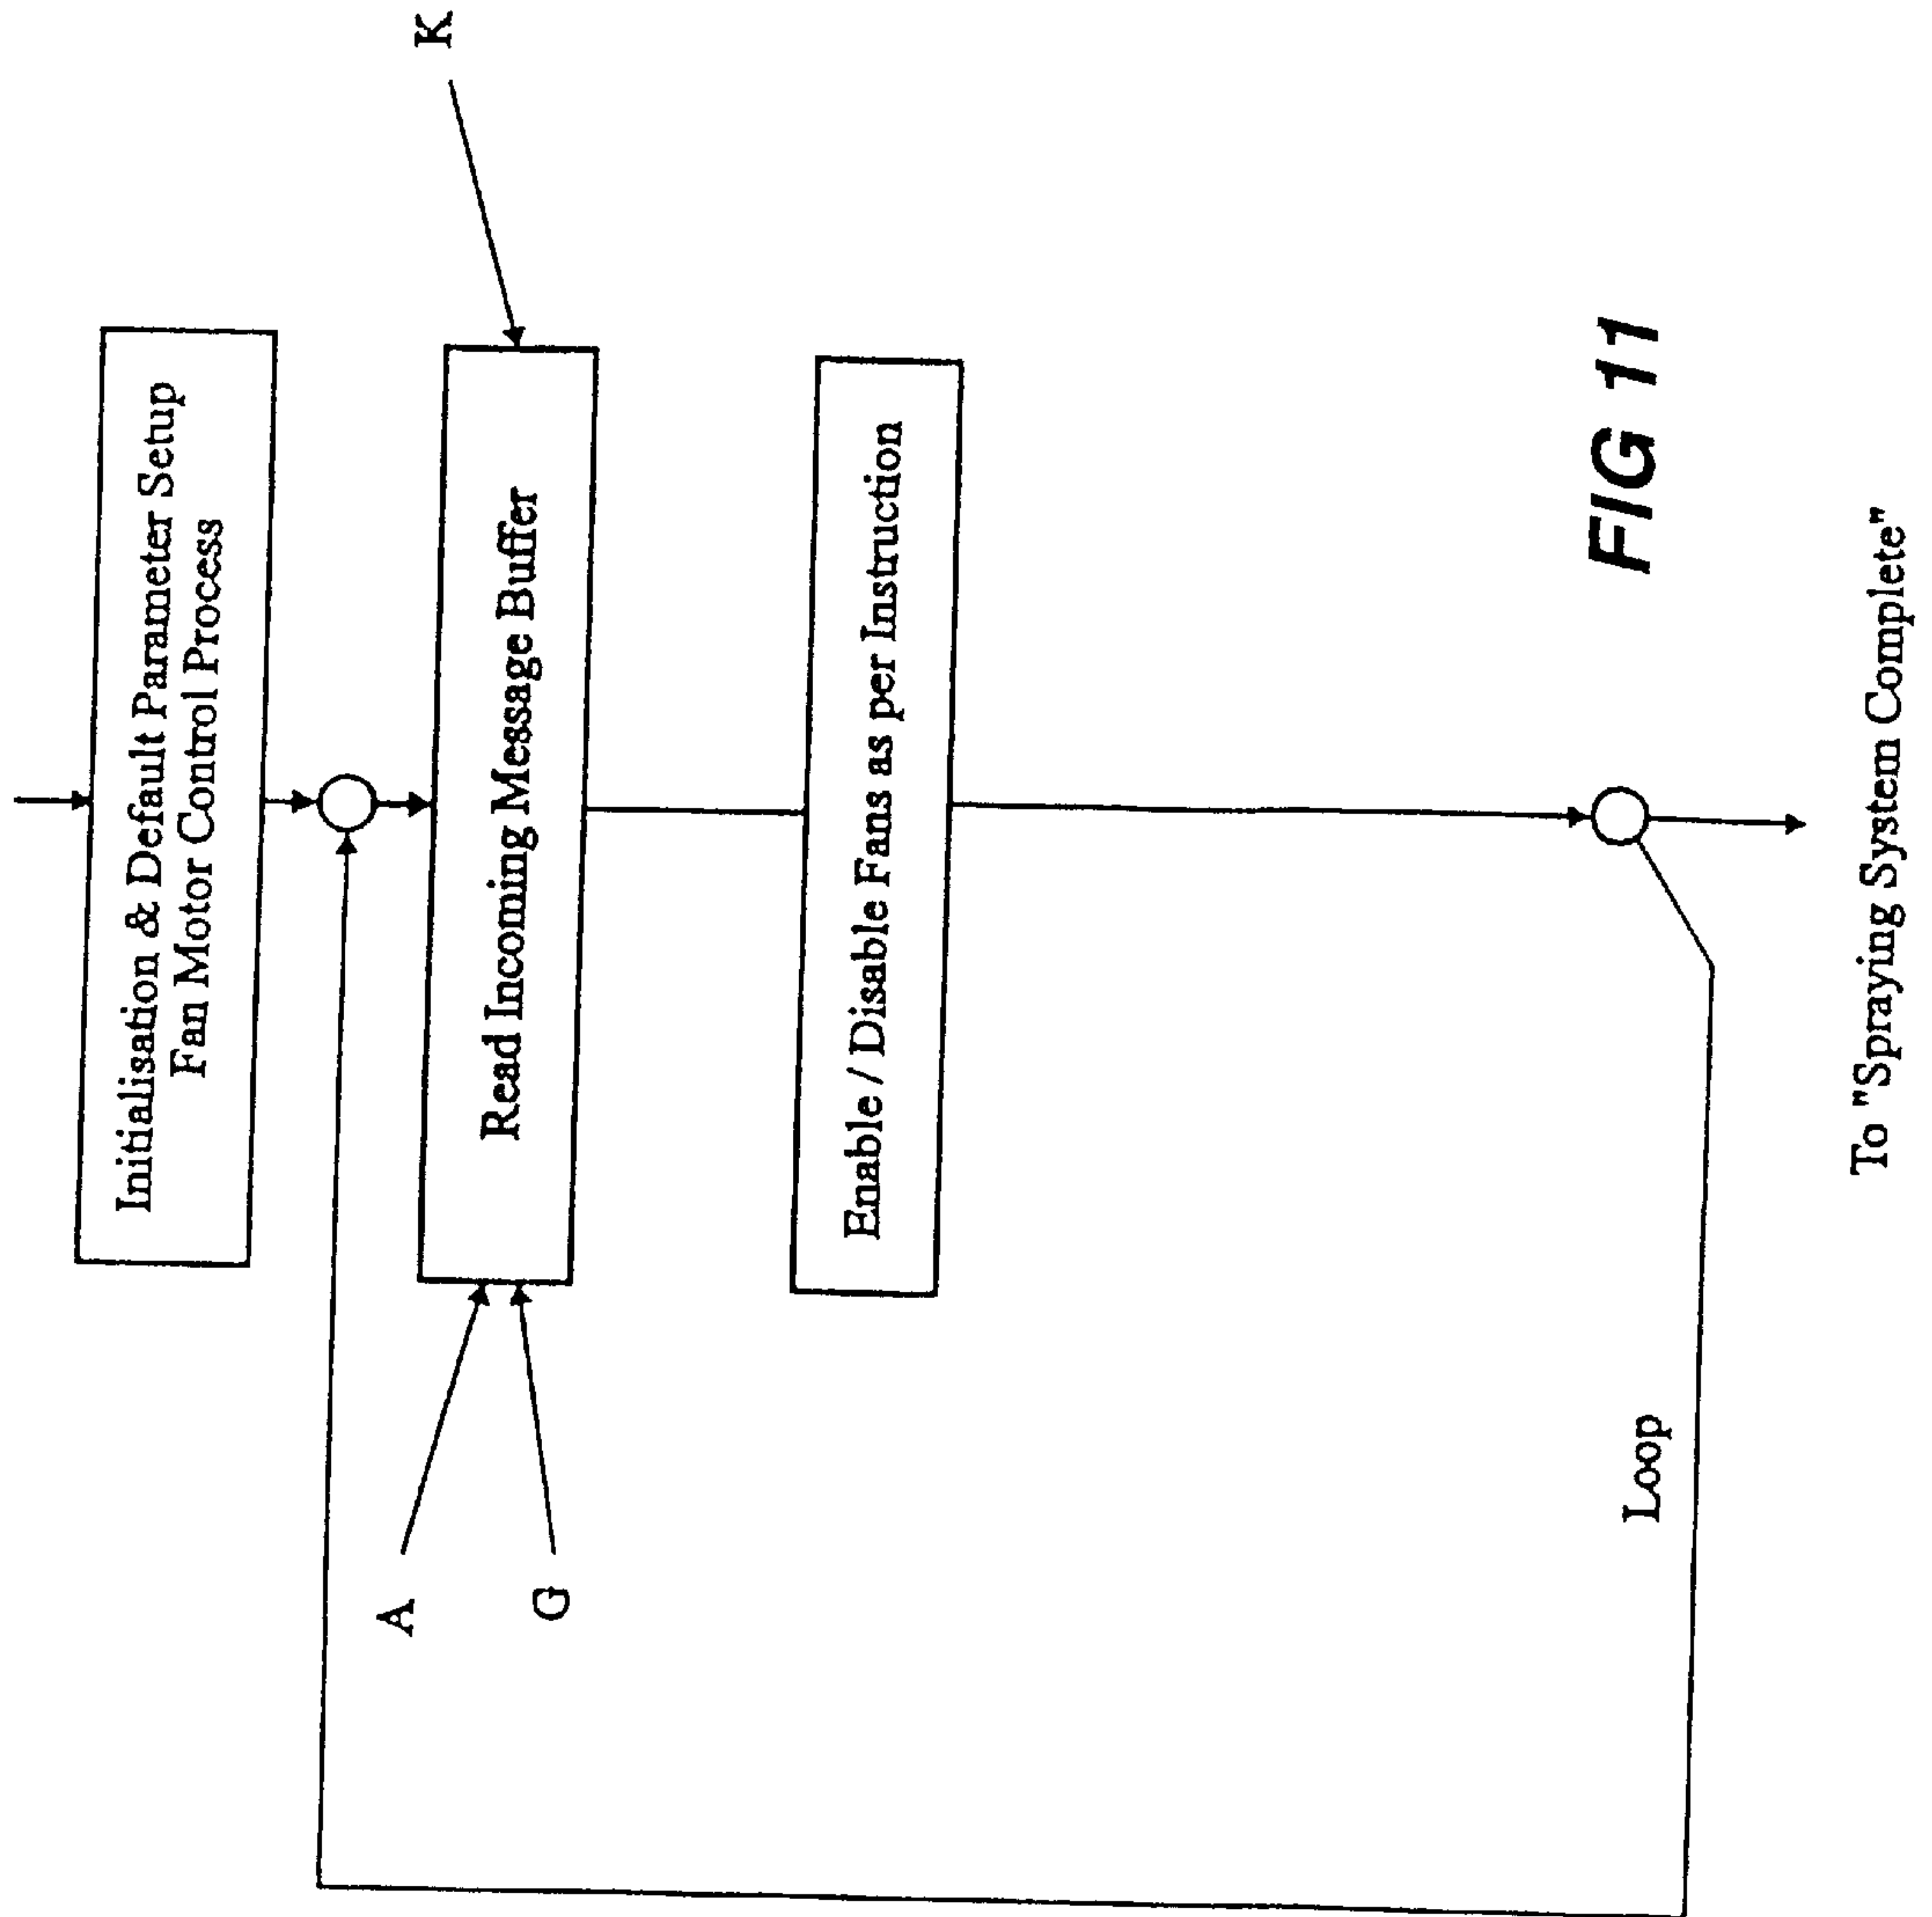 Initialisation & Default Parameter Setup
Fan Motor Control Process
K
Read Incoming Message Buffer
A
G
Enable / Disable Fans as per Instruction
Loop
FIG 11
To "Spraying System Complete"